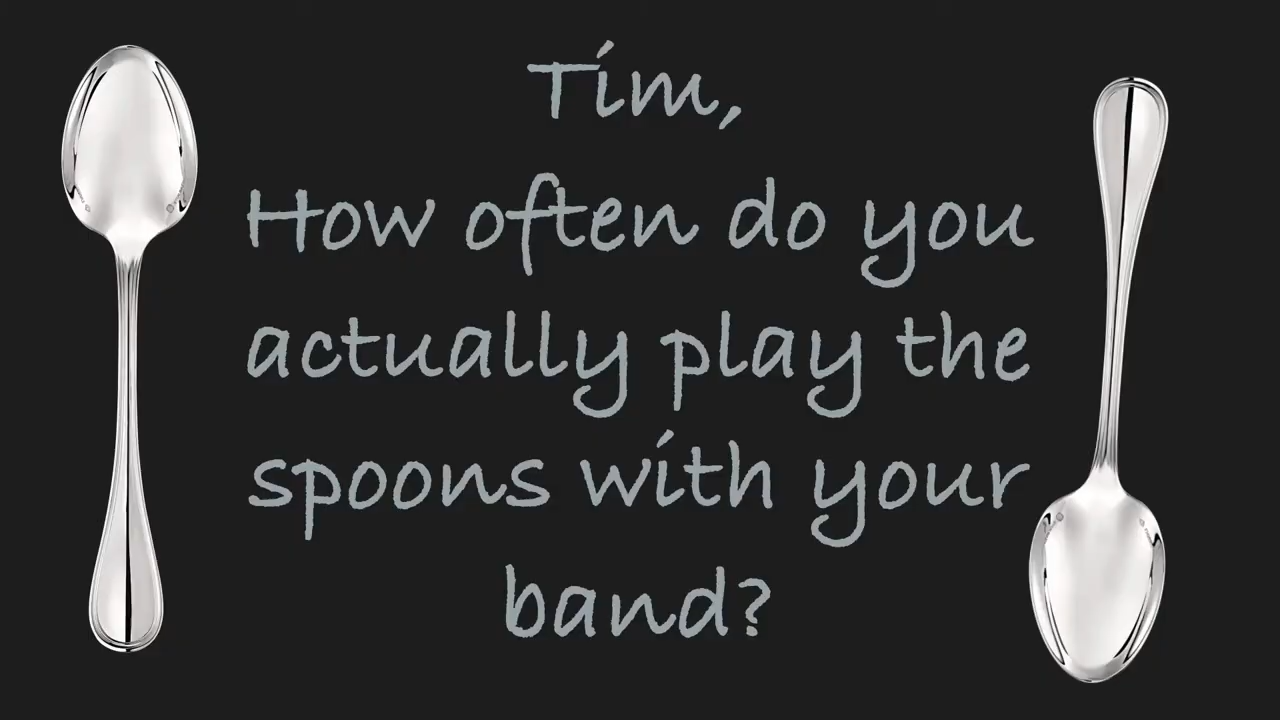 Tim,
How often do you
actually play the
spoons with your
band?